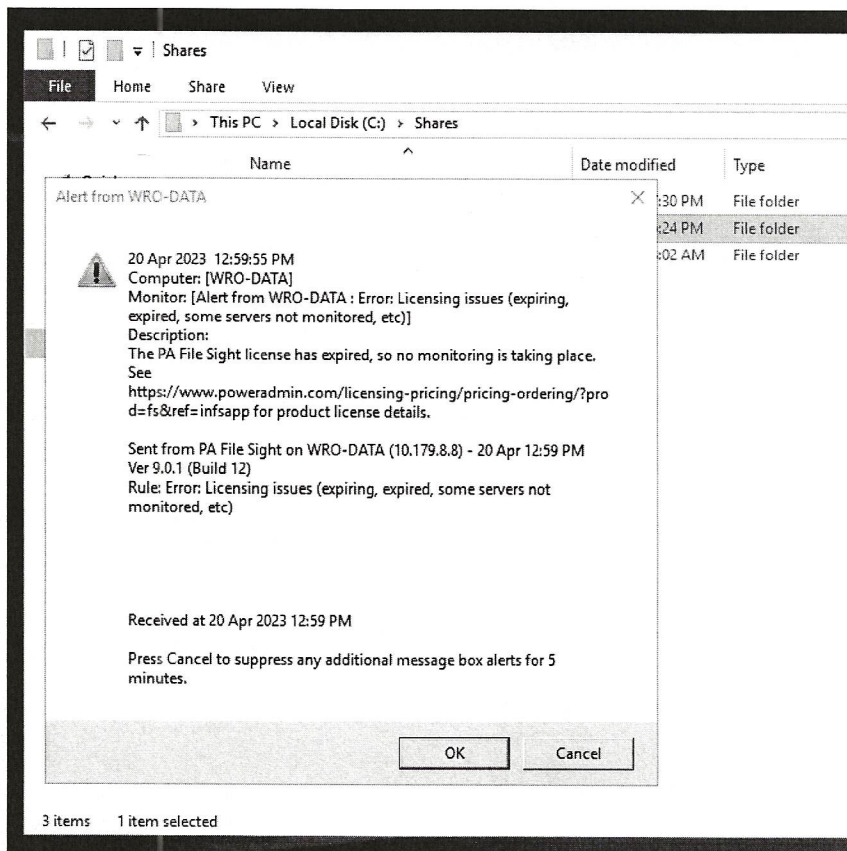 Shares
File Home Share View
This PC > Local Disk (C:) > Shares
Name Date modified Type
Alert from WRO-DATA
:30 PM File folder
:24 PM File folder
:02 AM File folder
20 Apr 2023 12:59:55 PM
Computer: [WRO-DATA]
Monitor: [Alert from WRO-DATA : Error: Licensing issues (expiring,
expired, some servers not monitored, etc)]
Description:
The PA File Sight license has expired, so no monitoring is taking place.
See
https://www.poweradmin.com/licensing-pricing/pricing-ordering/?pro
d=fs&ref=infsapp for product license details.
Sent from PA File Sight on WRO-DATA (10.179.8.8) - 20 Apr 12:59 PM
Ver 9.0.1 (Build 12)
Rule: Error: Licensing issues (expiring, expired, some servers not
monitored, etc)
Received at 20 Apr 2023 12:59 PM
Press Cancel to suppress any additional message box alerts for 5
minutes.
OK Cancel
3 items 1 item selected